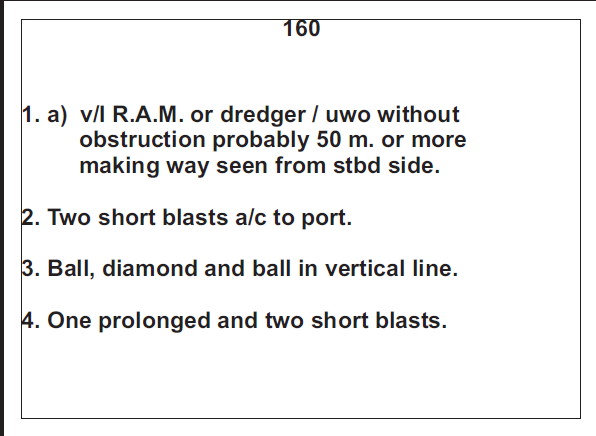 160
1. a) v/l R.A.M. or dredger / uwo without
obstruction probably 50 m. or more
making way seen from stbd side.
2. Two short blasts a/c to port.
3. Ball, diamond and ball in vertical line.
4. One prolonged and two short blasts.